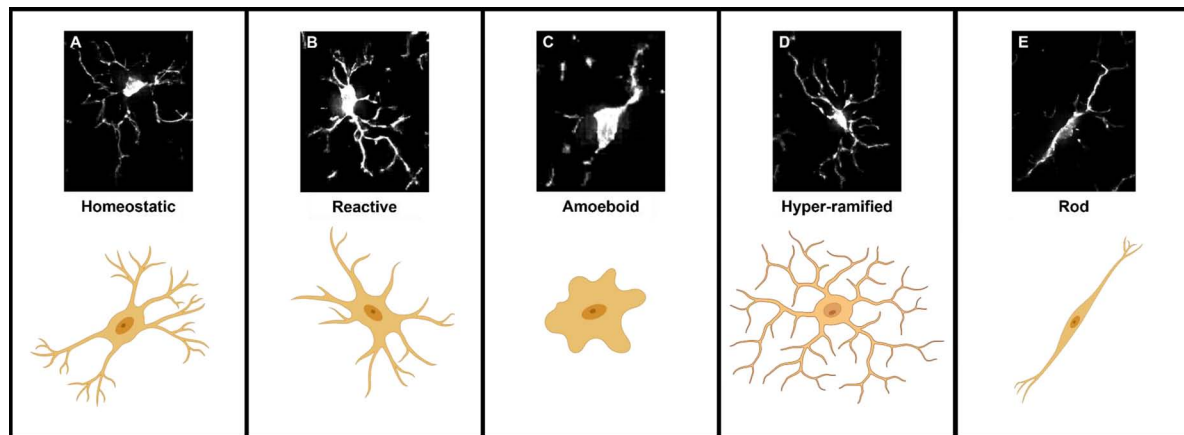 A
B
C
D
E
Homeostatic
Reactive
Amoeboid
Hyper-ramified
Rod